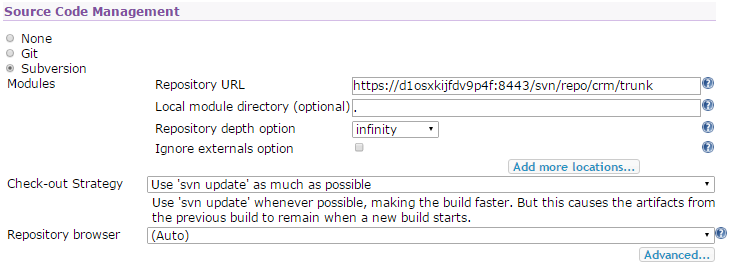 Source Code Management
None
Git
Subversion
Modules
Repository URL https://d1osxkijfdv9p4f:8443/svn/repo/crm/trunk
Local module directory (optional) .
Repository depth option infinity
Ignore externals option
Add more locations...
Check-out Strategy Use 'svn update' as much as possible
Use 'svn update' whenever possible, making the build faster. But this causes the artifacts from
the previous build to remain when a new build starts.
Repository browser (Auto)
Advanced...